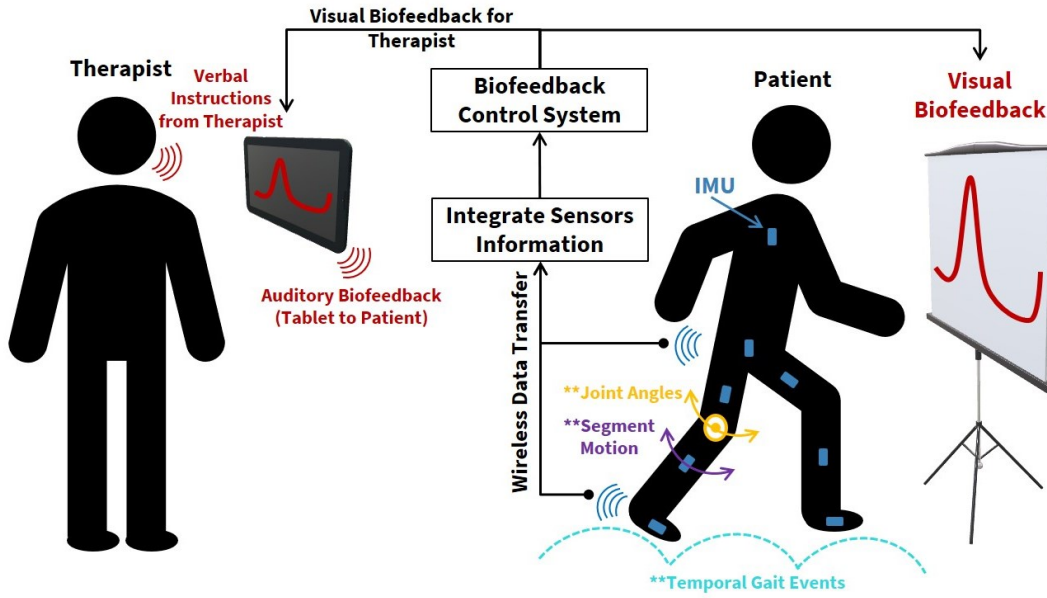 Visual Biofeedback for
Therapist
Therapist
Verbal
Instructions
from Therapist
Biofeedback
Control System
Patient
Visual
Biofeedback
IMU
Integrate Sensors
Information
Auditory Biofeedback
(Tablet to Patient)
Wireless Data Transfer
**Joint Angles
**Segment
Motion
**Temporal Gait Events